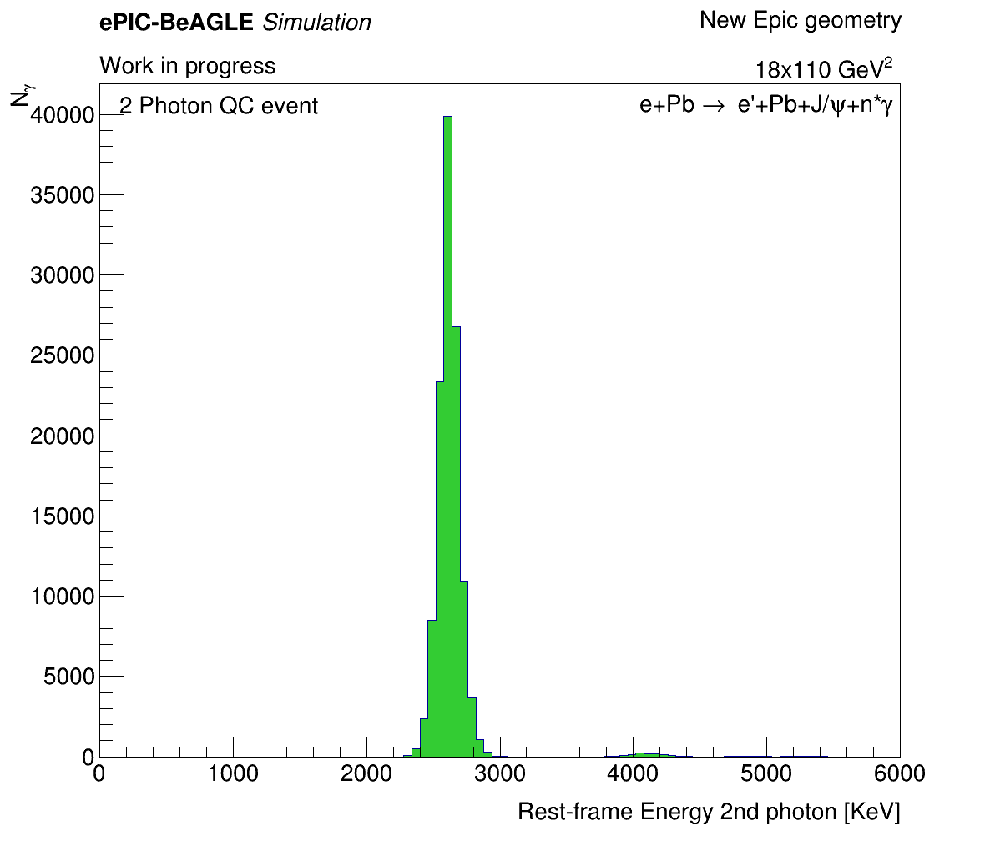 ePIC-BeAGLE Simulation
New Epic geometry
Work in progress
18x110 GeV²
Nγ
2 Photon QC event
e+Pb → e'+Pb+J/ψ+n*γ
40000
35000
30000
25000
20000
15000
10000
5000
0
0 1000 2000 3000 4000 5000 6000
Rest-frame Energy 2nd photon [KeV]